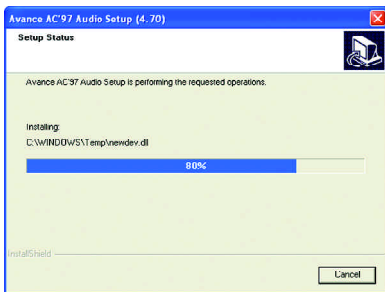 Avance AC'97 Audio Setup (4.70)
Setup Status
Avance AC'97 Audio Setup is performing the requested operations.
Installing:
C:\WINDOWS\Temp\newdev.dll
80%
InstallShield
Cancel